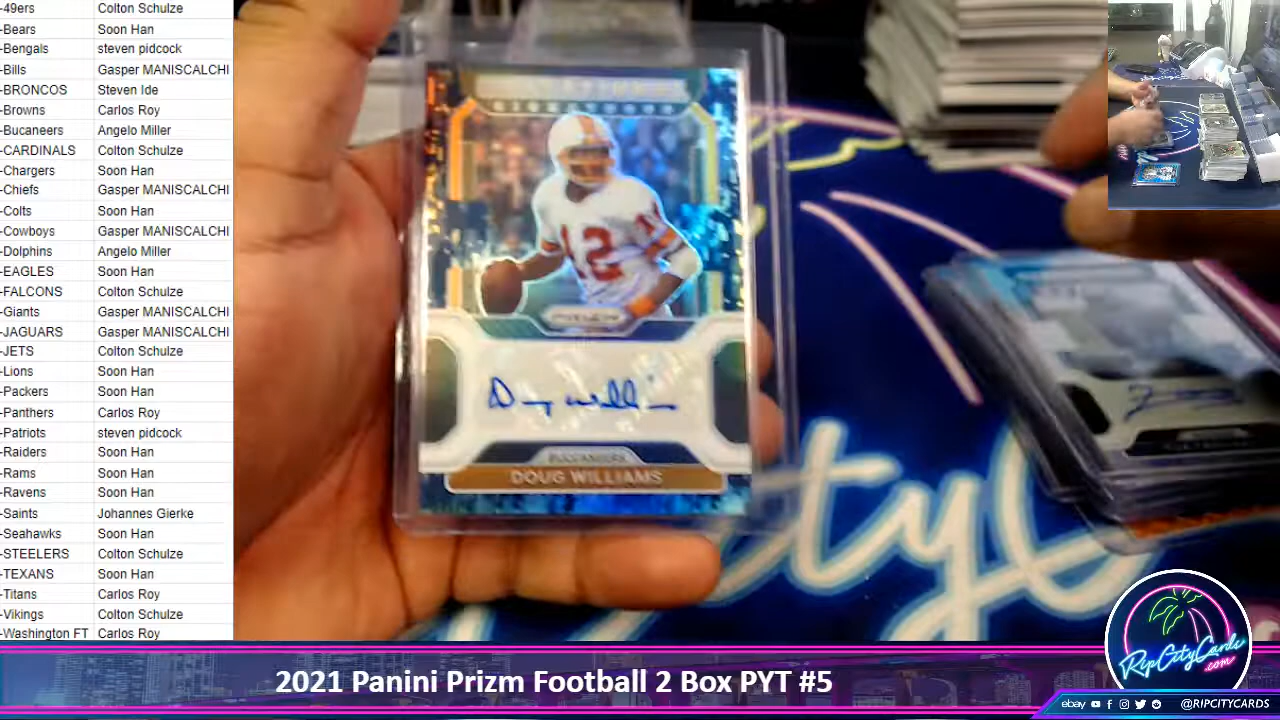 -49ers Colton Schulze
-Bears Soon Han
-Bengals steven pidcock
-Bills Gasper MANISCALCHI
-BRONCOS Steven Ide
-Browns Carlos Roy
-Bucaneers Angelo Miller
-CARDINALS Colton Schulze
-Chargers Soon Han
-Chiefs Gasper MANISCALCHI
-Colts Soon Han
-Cowboys Gasper MANISCALCHI
-Dolphins Angelo Miller
-EAGLES Soon Han
-FALCONS Colton Schulze
-Giants Gasper MANISCALCHI
-JAGUARS Gasper MANISCALCHI
-JETS Colton Schulze
-Lions Soon Han
-Packers Soon Han
-Panthers Carlos Roy
-Patriots steven pidcock
-Raiders Soon Han
-Rams Soon Han
-Ravens Soon Han
-Saints Johannes Gierke
-Seahawks Soon Han
-STEELERS Colton Schulze
-TEXANS Soon Han
-Titans Carlos Roy
-Vikings Colton Schulze
-Washington FT Carlos Roy
SIGNATURES
12
PRIZM
BUCCANEERS
DOUG WILLIAMS
RipCityCards
.com
2021 Panini Prizm Football 2 Box PYT #5
ebay @RIPCITYCARDS